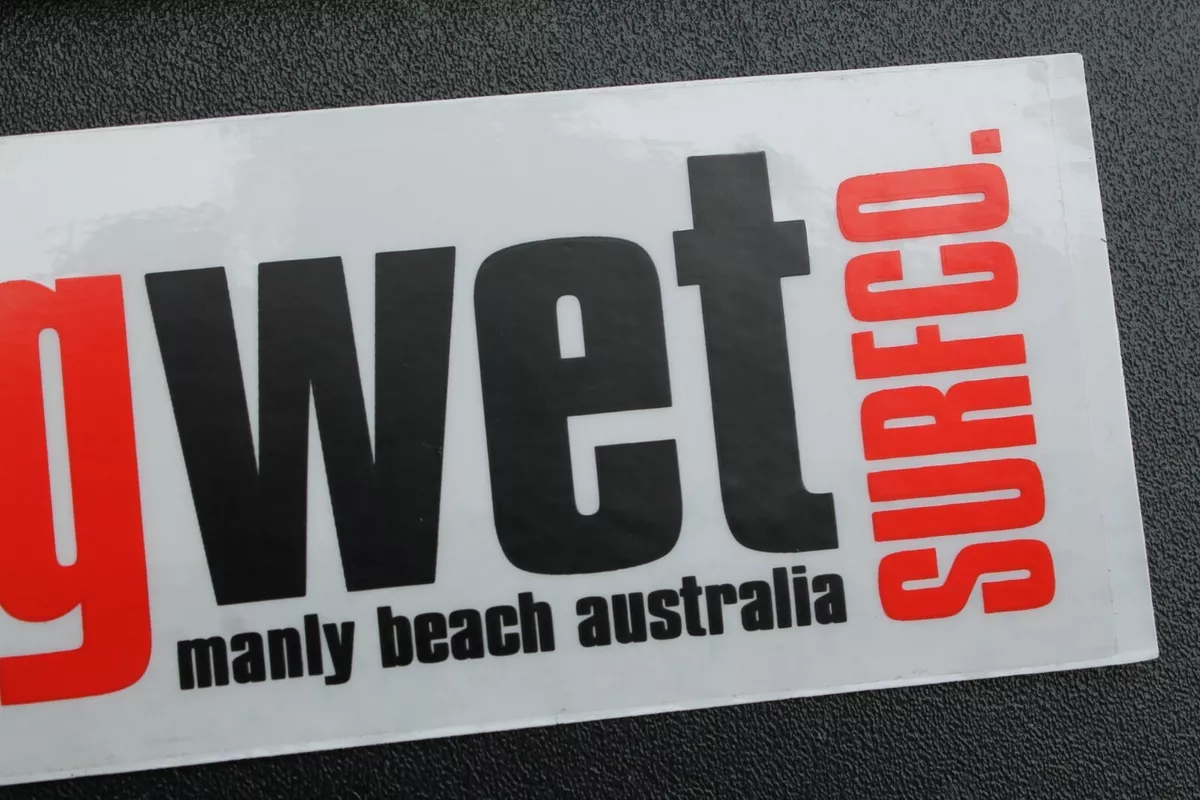 gwet
manly beach australia
SURFCO.